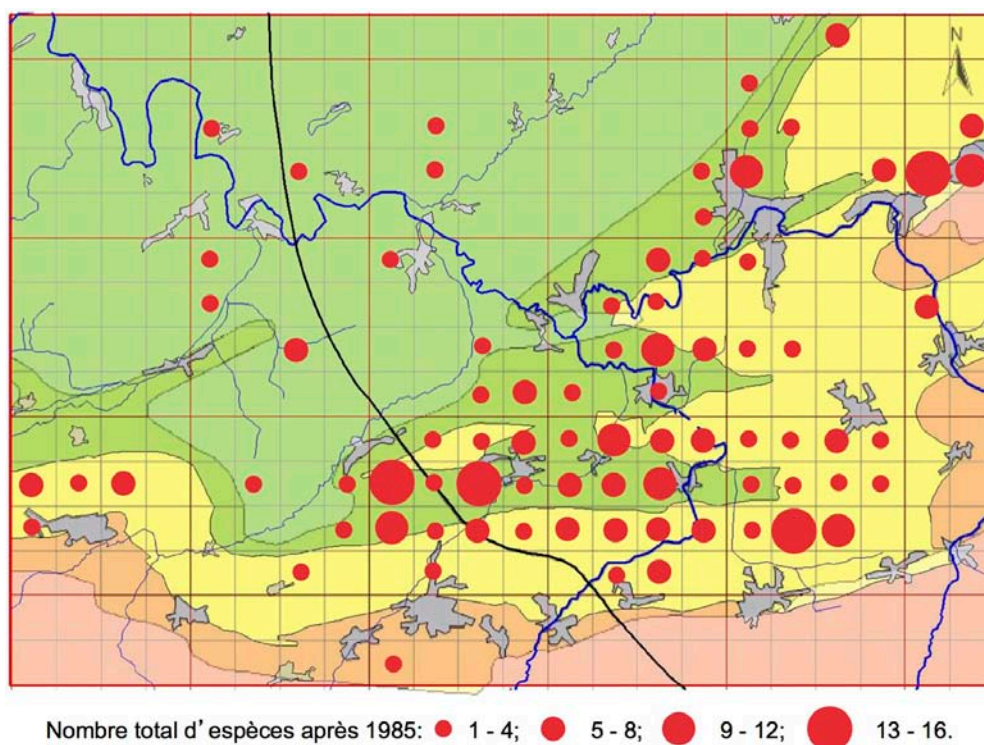 N
Nombre total d’espèces après 1985: 1 - 4; 5 - 8; 9 - 12; 13 - 16.